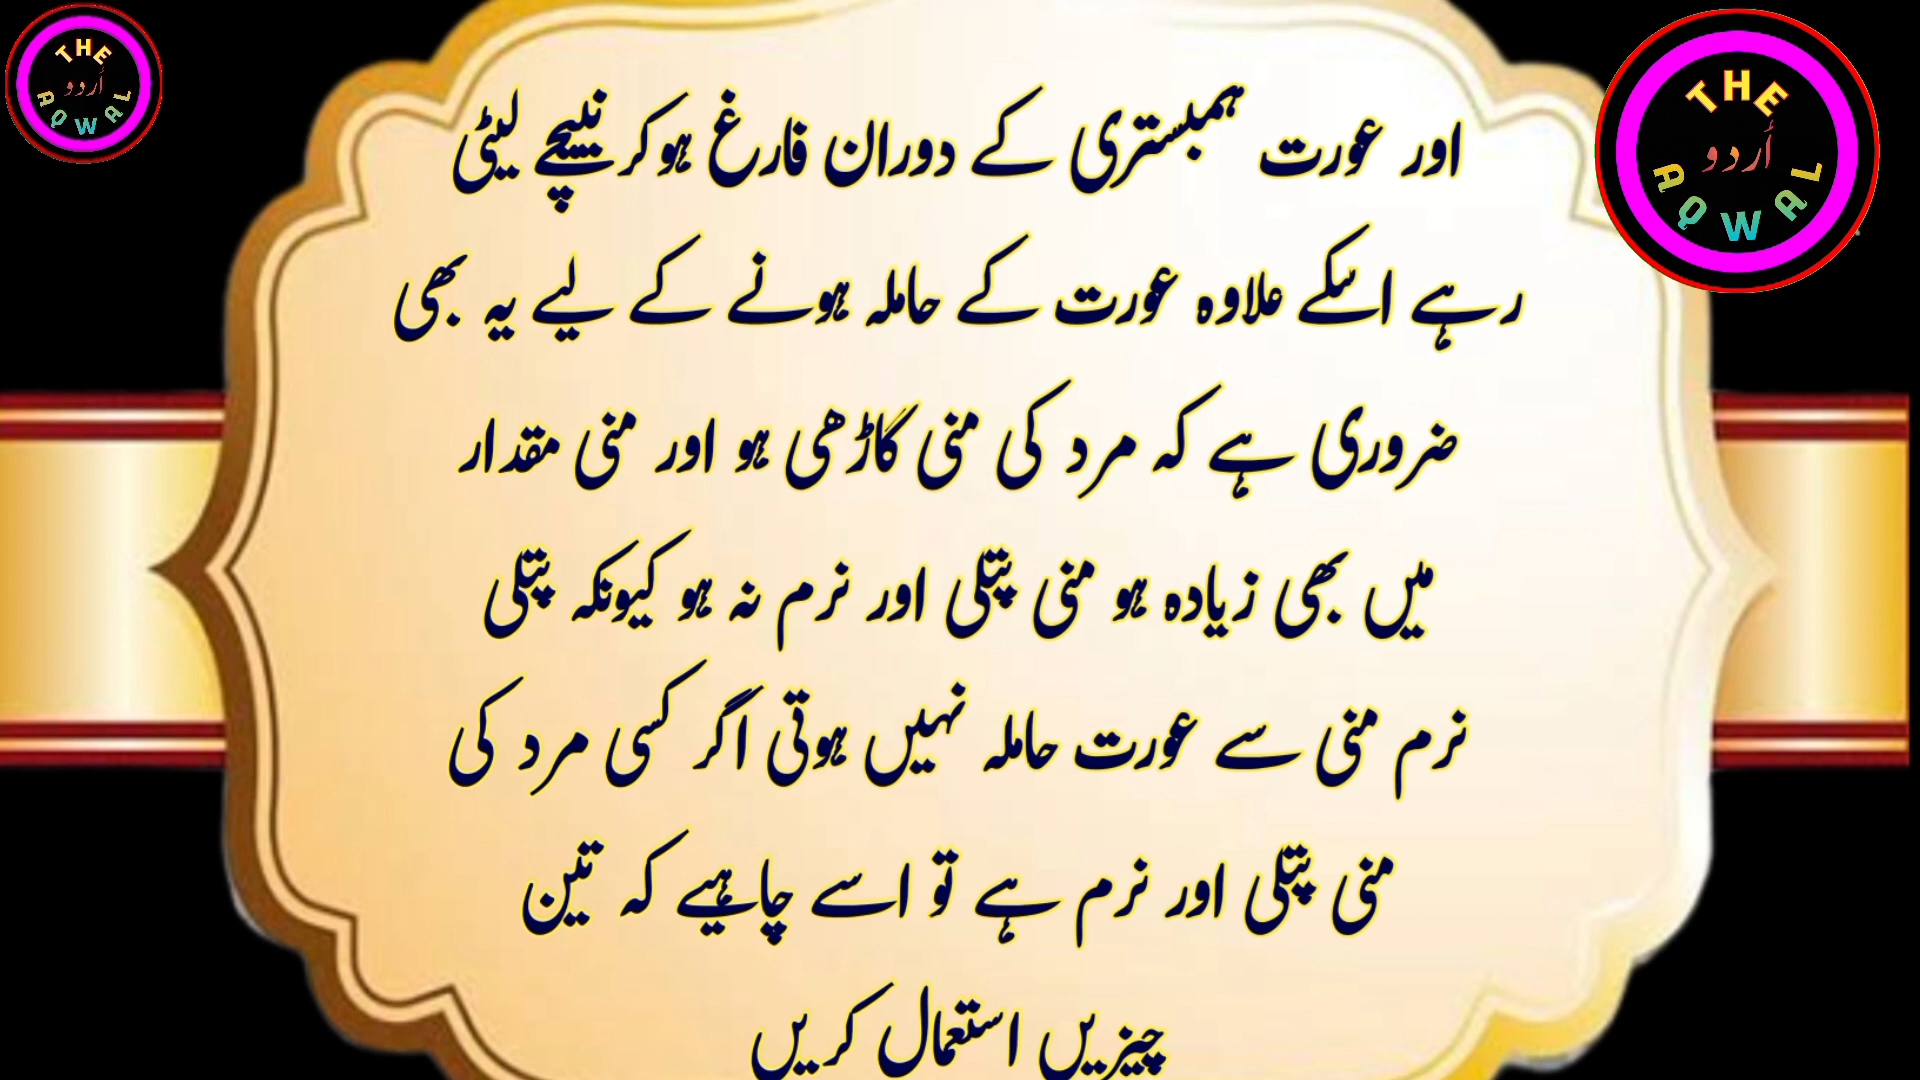 THE
اُردو
AQWAL
THE
اُردو
AQWAL
اور عورت ہمبستری کے دوران فارغ ہوکر نییچے لیٹی
رہے اسکے علاوہ عورت کے حاملہ ہونے کے لیے یہ بھی
ضروری ہے کہ مرد کی منی گاڑھی ہو اور منی مقدار
میں بھی زیادہ ہو منی پتلی اور نرم نہ ہو کیونکہ پتلی
نرم منی سے عورت حاملہ نہیں ہوتی اگر کسی مرد کی
منی پتلی اور نرم ہے تو اسے چاہیے کہ تین
چیزیں استعمال کریں